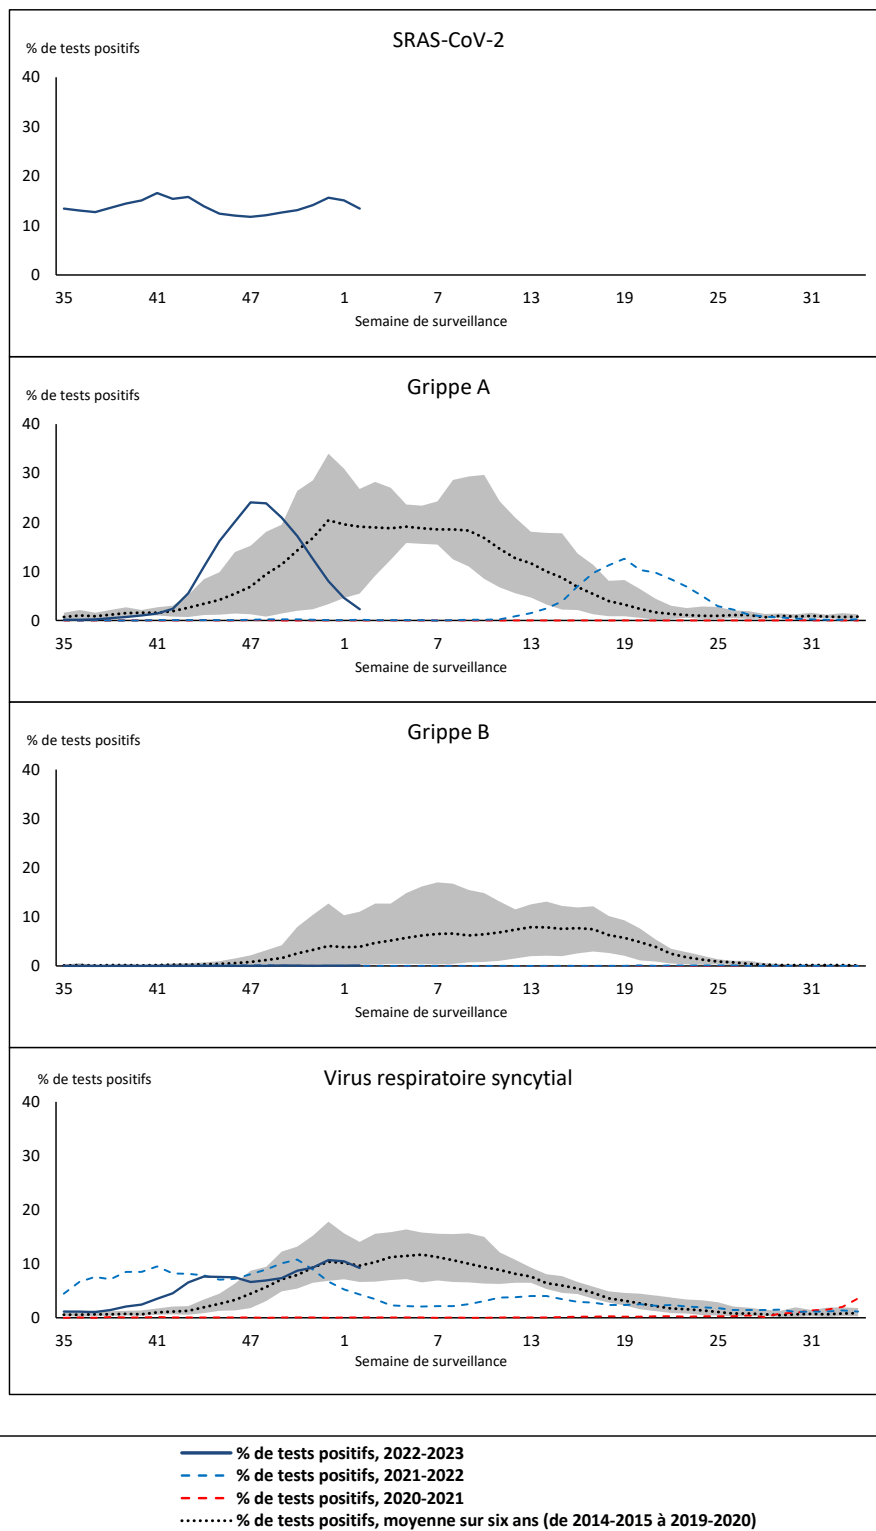 SRAS-CoV-2
% de tests positifs
40
30
20
10
0
35 41 47 1 7 13 19 25 31
Semaine de surveillance
Grippe A
% de tests positifs
40
30
20
10
0
35 41 47 1 7 13 19 25 31
Semaine de surveillance
Grippe B
% de tests positifs
40
30
20
10
0
35 41 47 1 7 13 19 25 31
Semaine de surveillance
Virus respiratoire syncytial
% de tests positifs
40
30
20
10
0
35 41 47 1 7 13 19 25 31
Semaine de surveillance
% de tests positifs, 2022-2023
% de tests positifs, 2021-2022
% de tests positifs, 2020-2021
% de tests positifs, moyenne sur six ans (de 2014-2015 à 2019-2020)